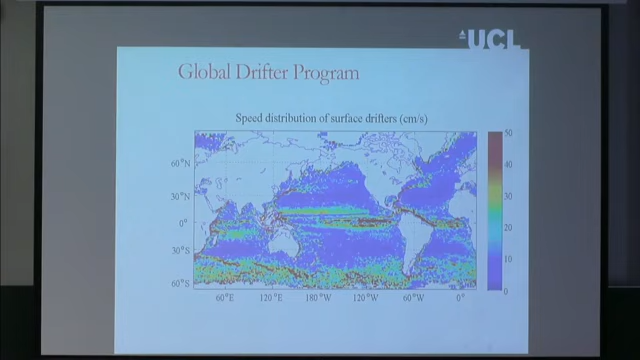 UCL
Global Drifter Program
Speed distribution of surface drifters (cm/s)
50
60°N
40
30°N
30
0°
20
30°S
10
60°S
0
60°E 120°E 180°W 120°W 60°W 0°